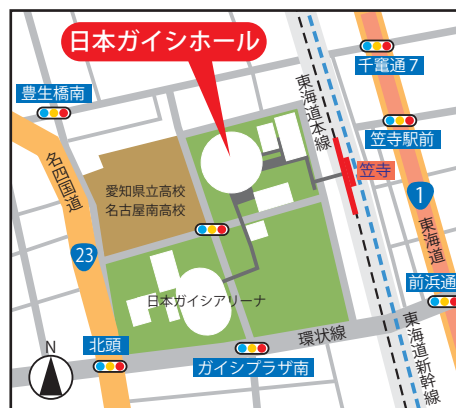 日本ガイシホール
千竃通7
豊生橋南
東海道本線
笠寺駅前
名四国道
愛知県立高校
名古屋南高校
笠寺
1
東海道
23
前浜通
日本ガイシアリーナ
東海道新幹線
環状線
N
北頭
ガイシプラザ南